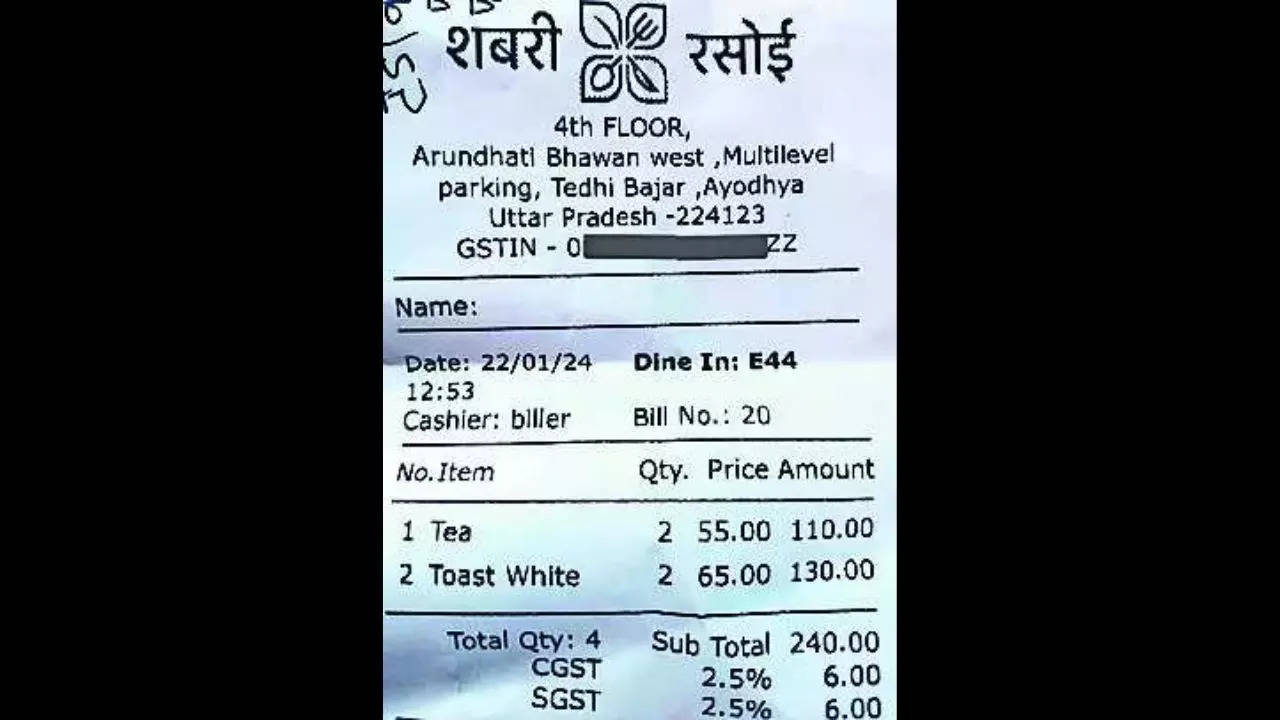 शबरी रसोई
4th FLOOR,
Arundhati Bhawan west ,Multilevel
parking, Tedhi Bajar ,Ayodhya
Uttar Pradesh -224123
GSTIN - 0 ZZ
Name:
Date: 22/01/24 Dine In: E44
12:53
Cashier: biller Bill No.: 20
No.Item Qty. Price Amount
1 Tea 2 55.00 110.00
2 Toast White 2 65.00 130.00
Total Qty: 4 Sub Total 240.00
CGST 2.5% 6.00
SGST 2.5% 6.00